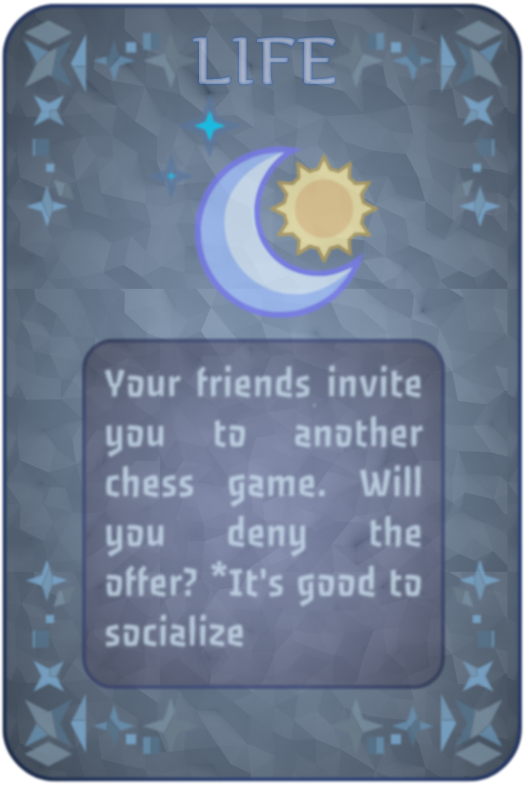 LIFE
Your friends invite
you to another
chess game. Will
you deny the
offer? *It's good to
socialize